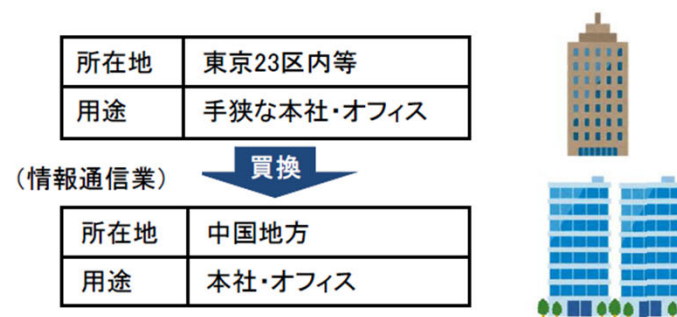 所在地 東京23区内等
用途 手狭な本社・オフィス
（情報通信業） 買換
所在地 中国地方
用途 本社・オフィス